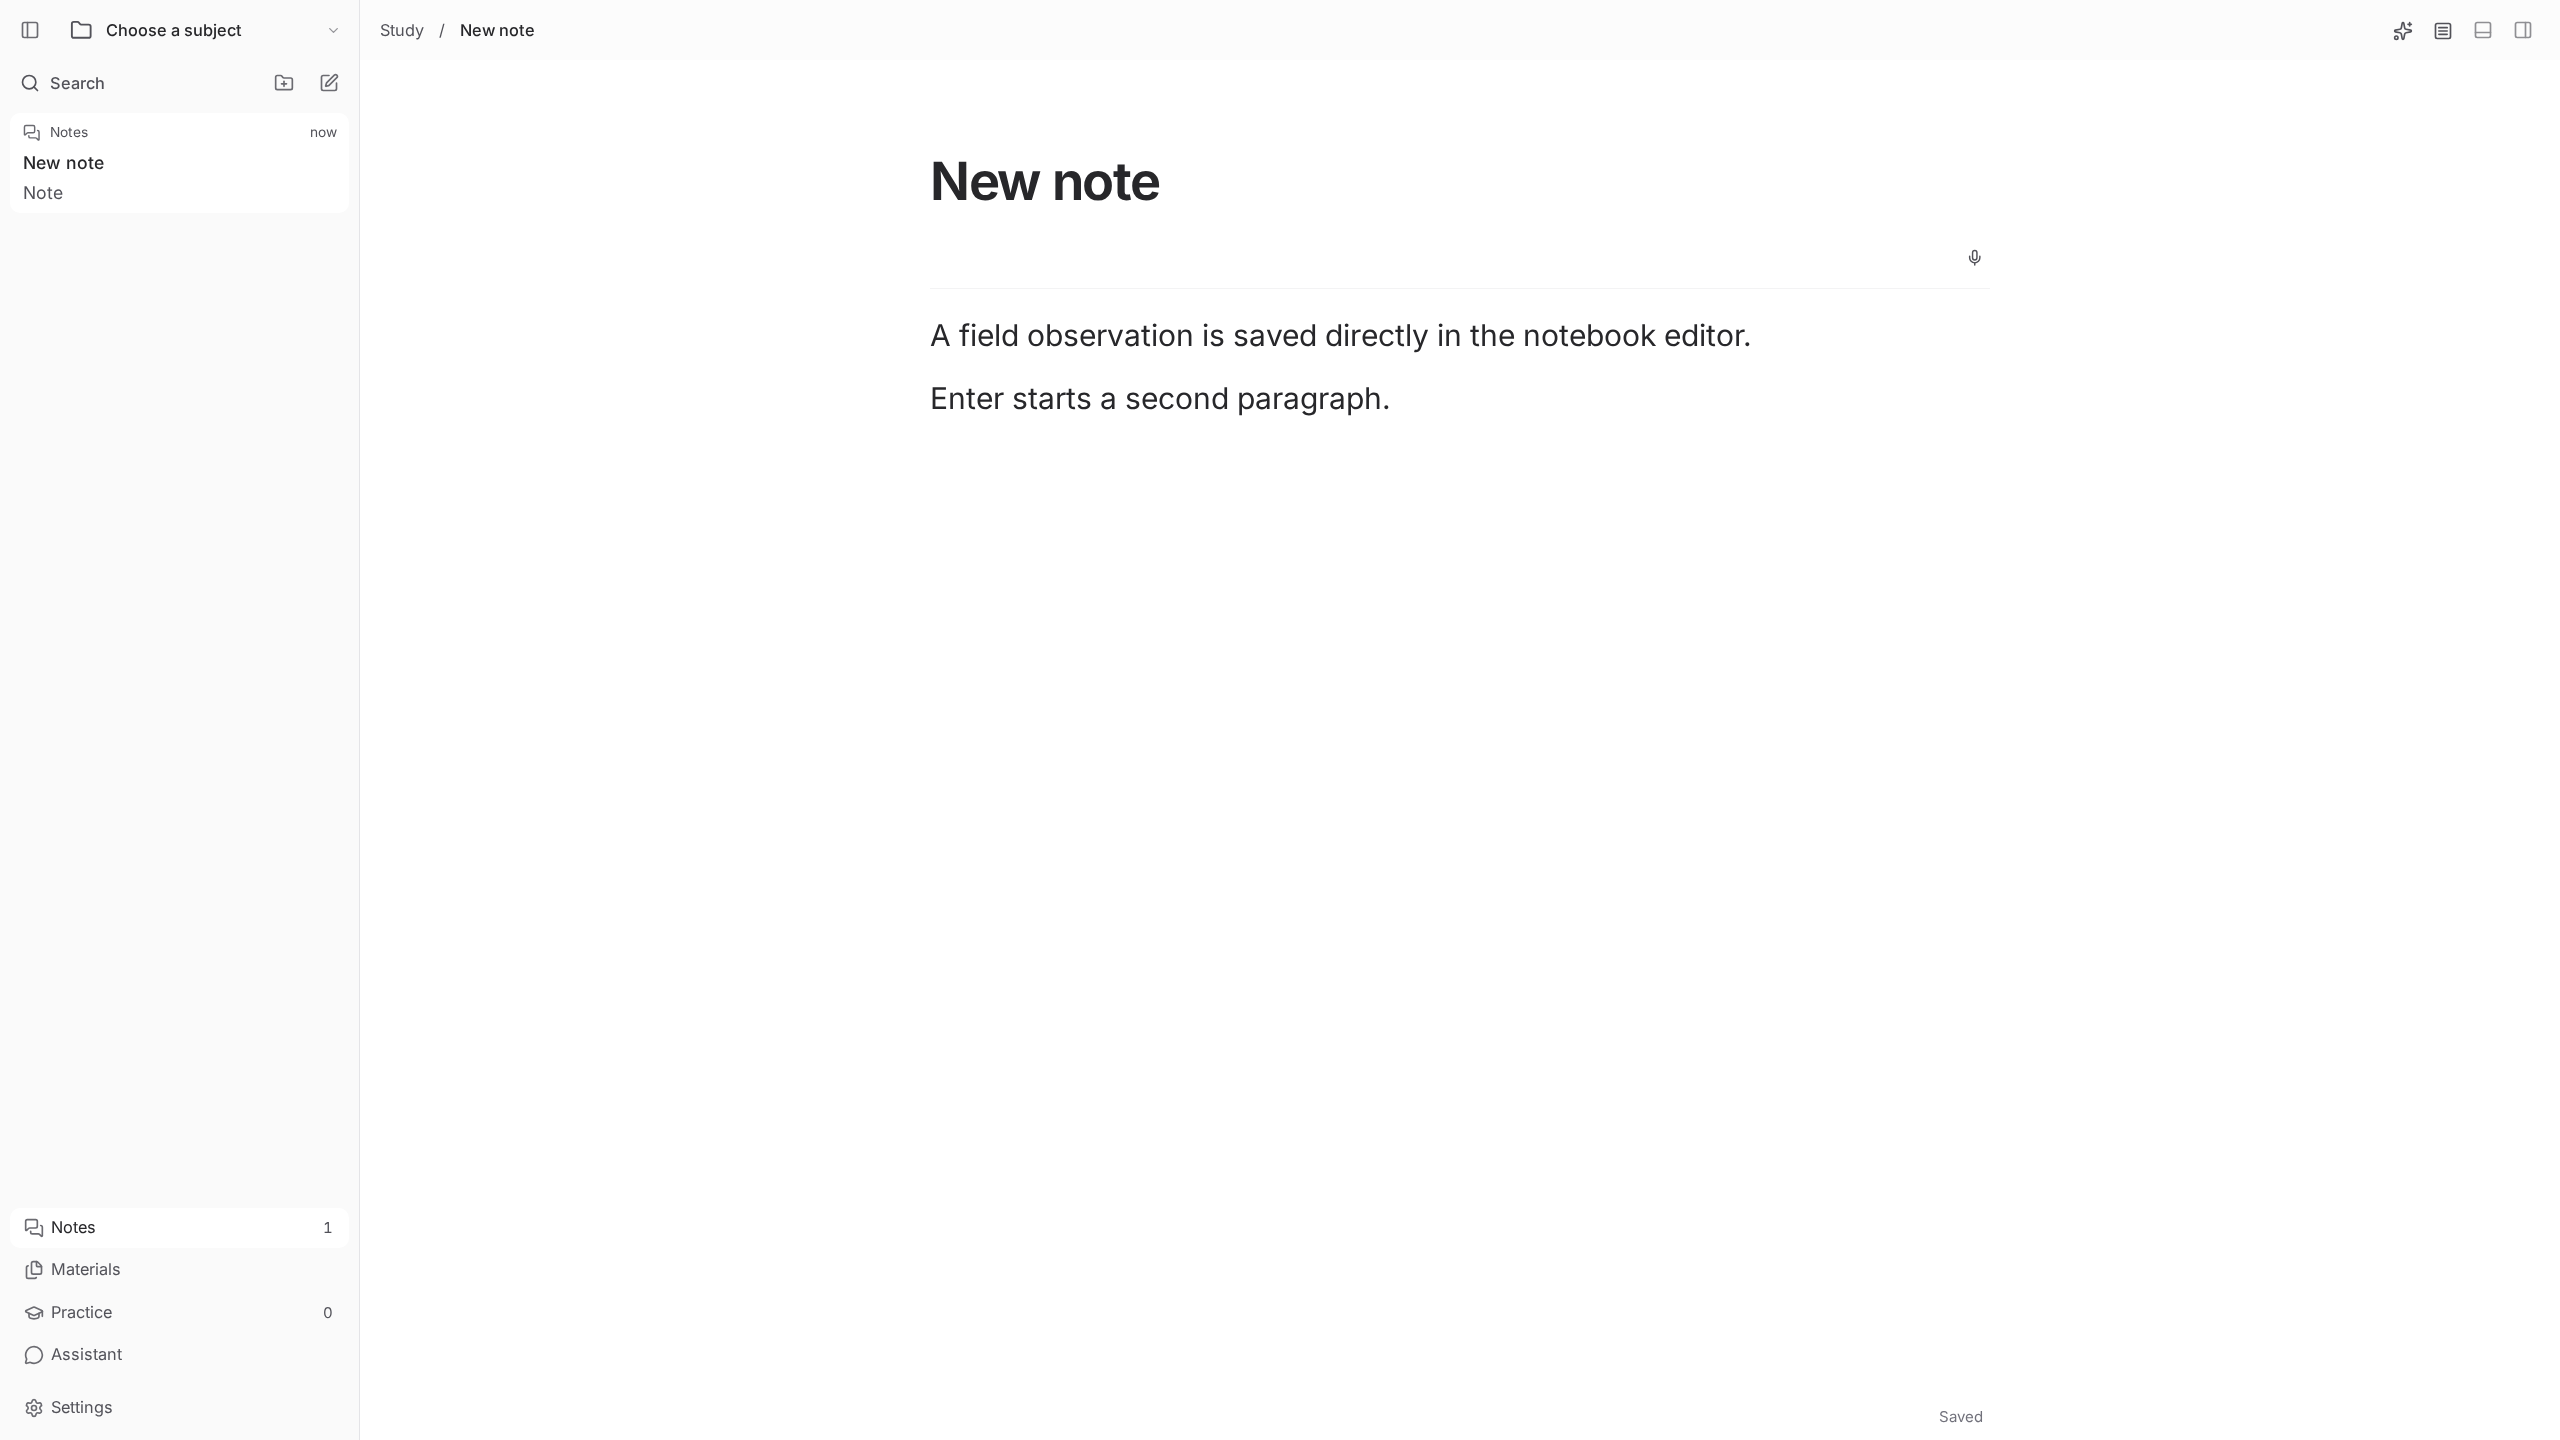 Choose a subject
Search
Notes now
New note
Note
Notes 1
Materials
Practice 0
Assistant
Settings
Study / New note
New note
A field observation is saved directly in the notebook editor.
Enter starts a second paragraph.
Saved